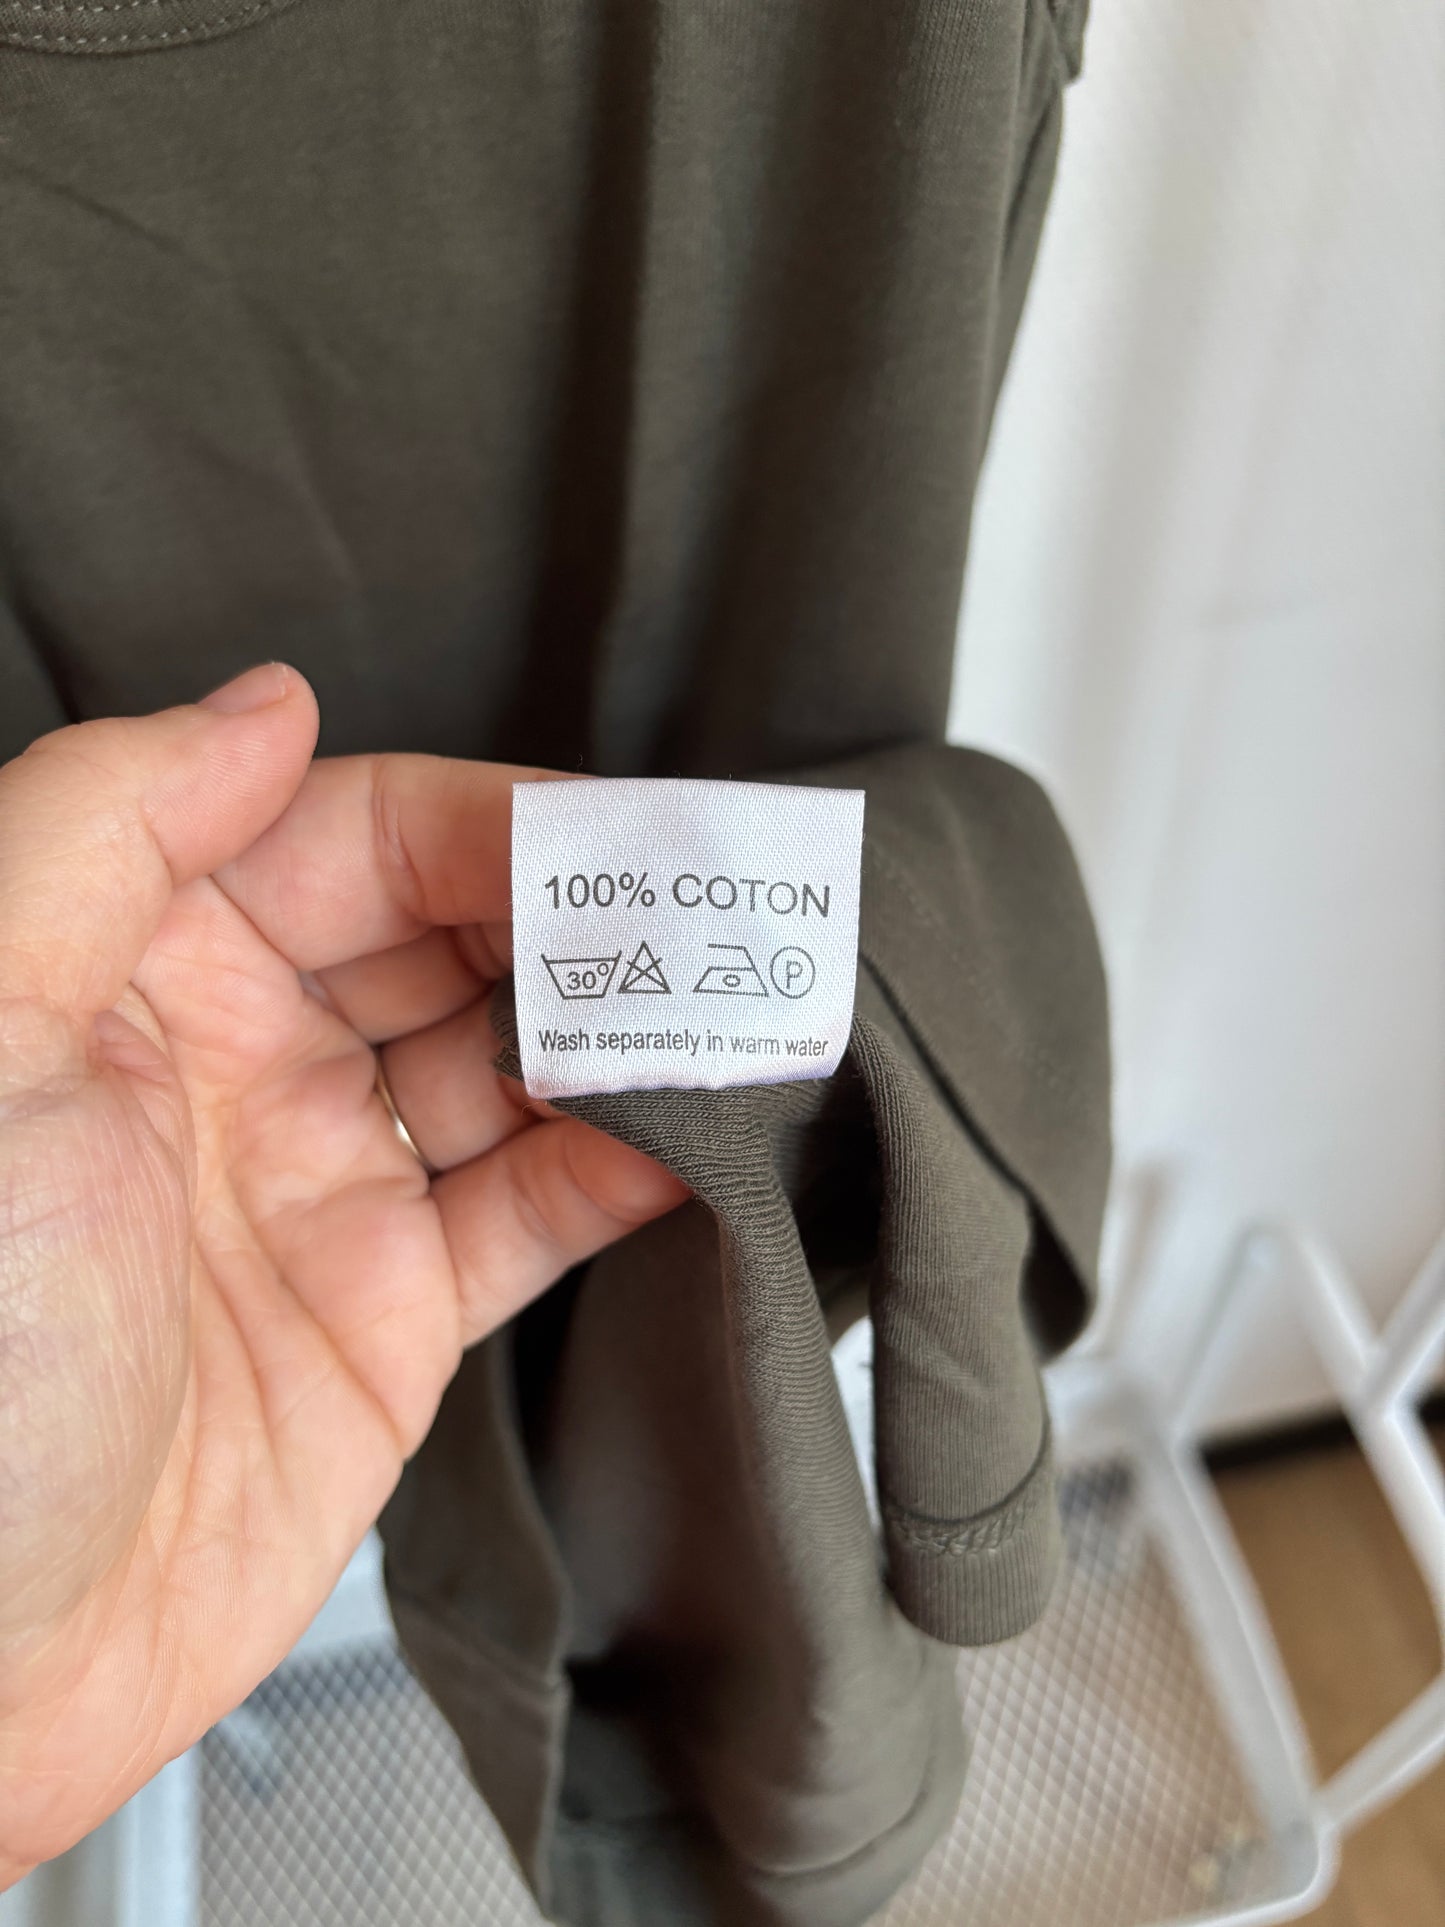 100% COTON
30° P
Wash separately in warm water